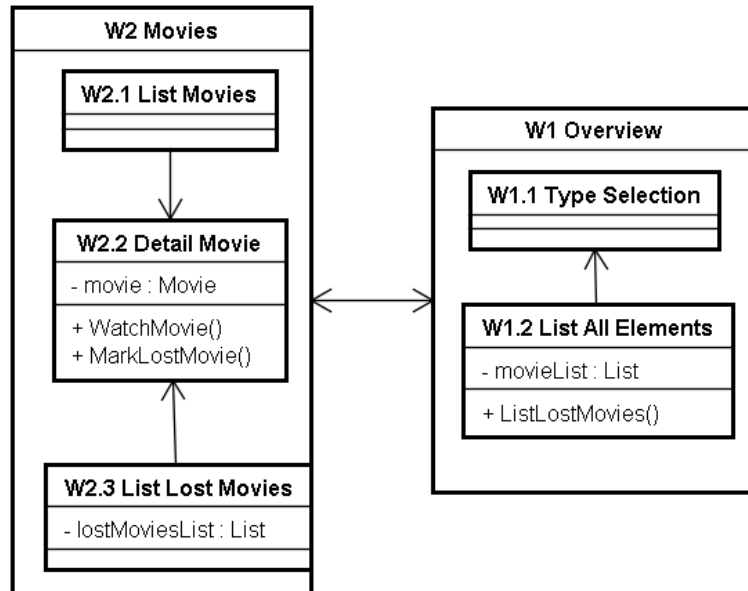 W2 Movies
W2.1 List Movies
W2.2 Detail Movie
- movie : Movie
+ WatchMovie()
+ MarkLostMovie()
W2.3 List Lost Movies
- lostMoviesList : List
W1 Overview
W1.1 Type Selection
W1.2 List All Elements
- movieList : List
+ ListLostMovies()